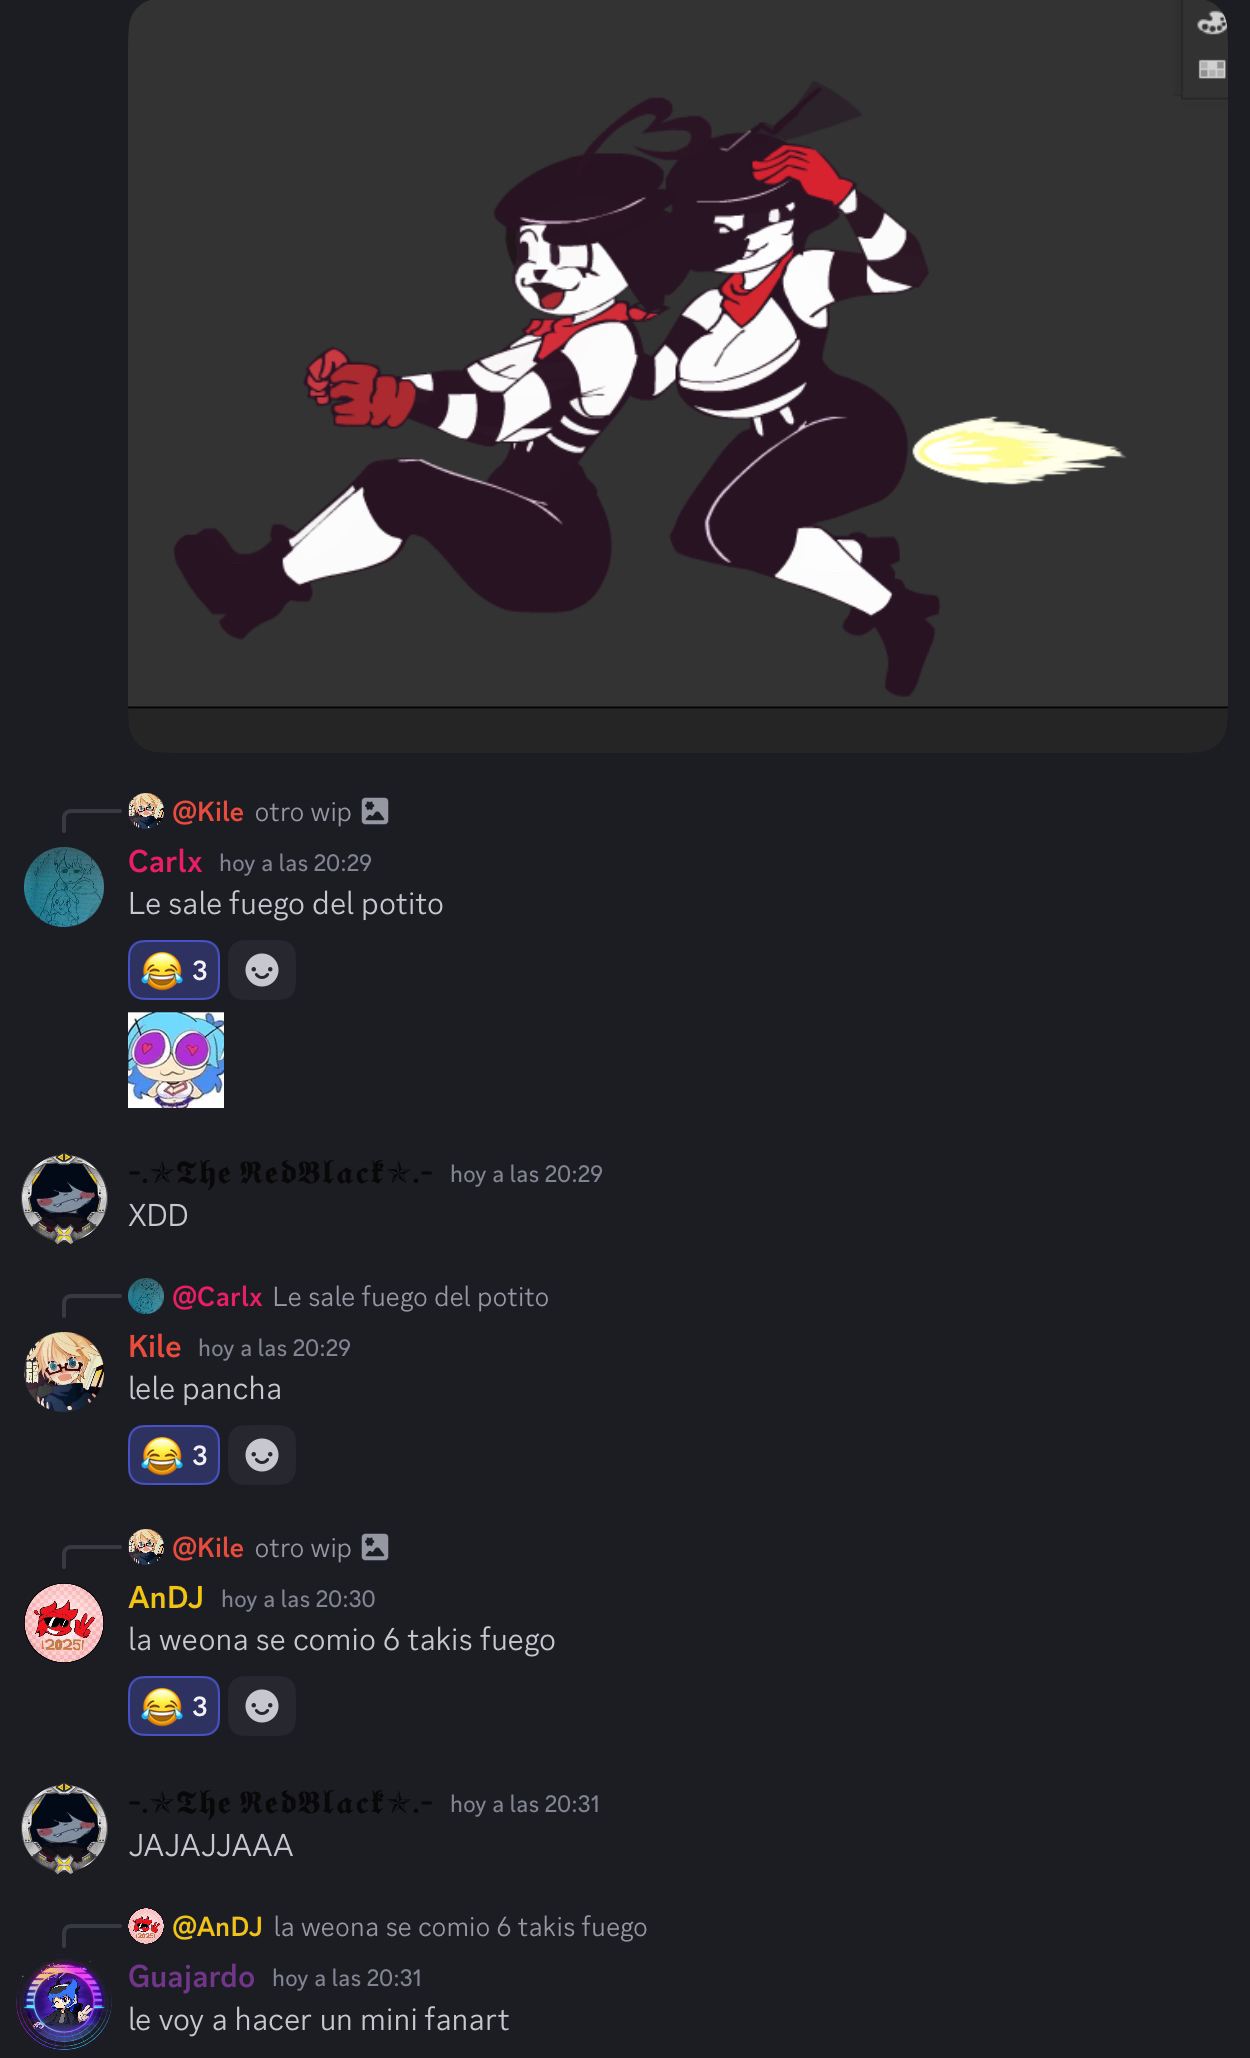 @Kile otro wip
Carlx hoy a las 20:29
Le sale fuego del potito
😂 3
-.✯𝕿𝖍𝖊 𝕽𝖊𝖉𝕭𝖑𝖆𝖈𝖐✯.- hoy a las 20:29
XDD
@Carlx Le sale fuego del potito
Kile hoy a las 20:29
lele pancha
😂 3
@Kile otro wip
AnDJ hoy a las 20:30
¡2025!
la weona se comio 6 takis fuego
😂 3
-.✯𝕿𝖍𝖊 𝕽𝖊𝖉𝕭𝖑𝖆𝖈𝖐✯.- hoy a las 20:31
JAJAJJAAA
@AnDJ la weona se comio 6 takis fuego
Guajardo hoy a las 20:31
le voy a hacer un mini fanart